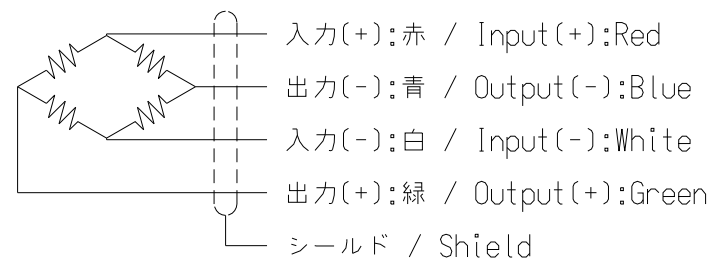 入力(+):赤 / Input(+):Red
出力(-):青 / Output(-):Blue
入力(-):白 / Input(-):White
出力(+):緑 / Output(+):Green
シールド / Shield